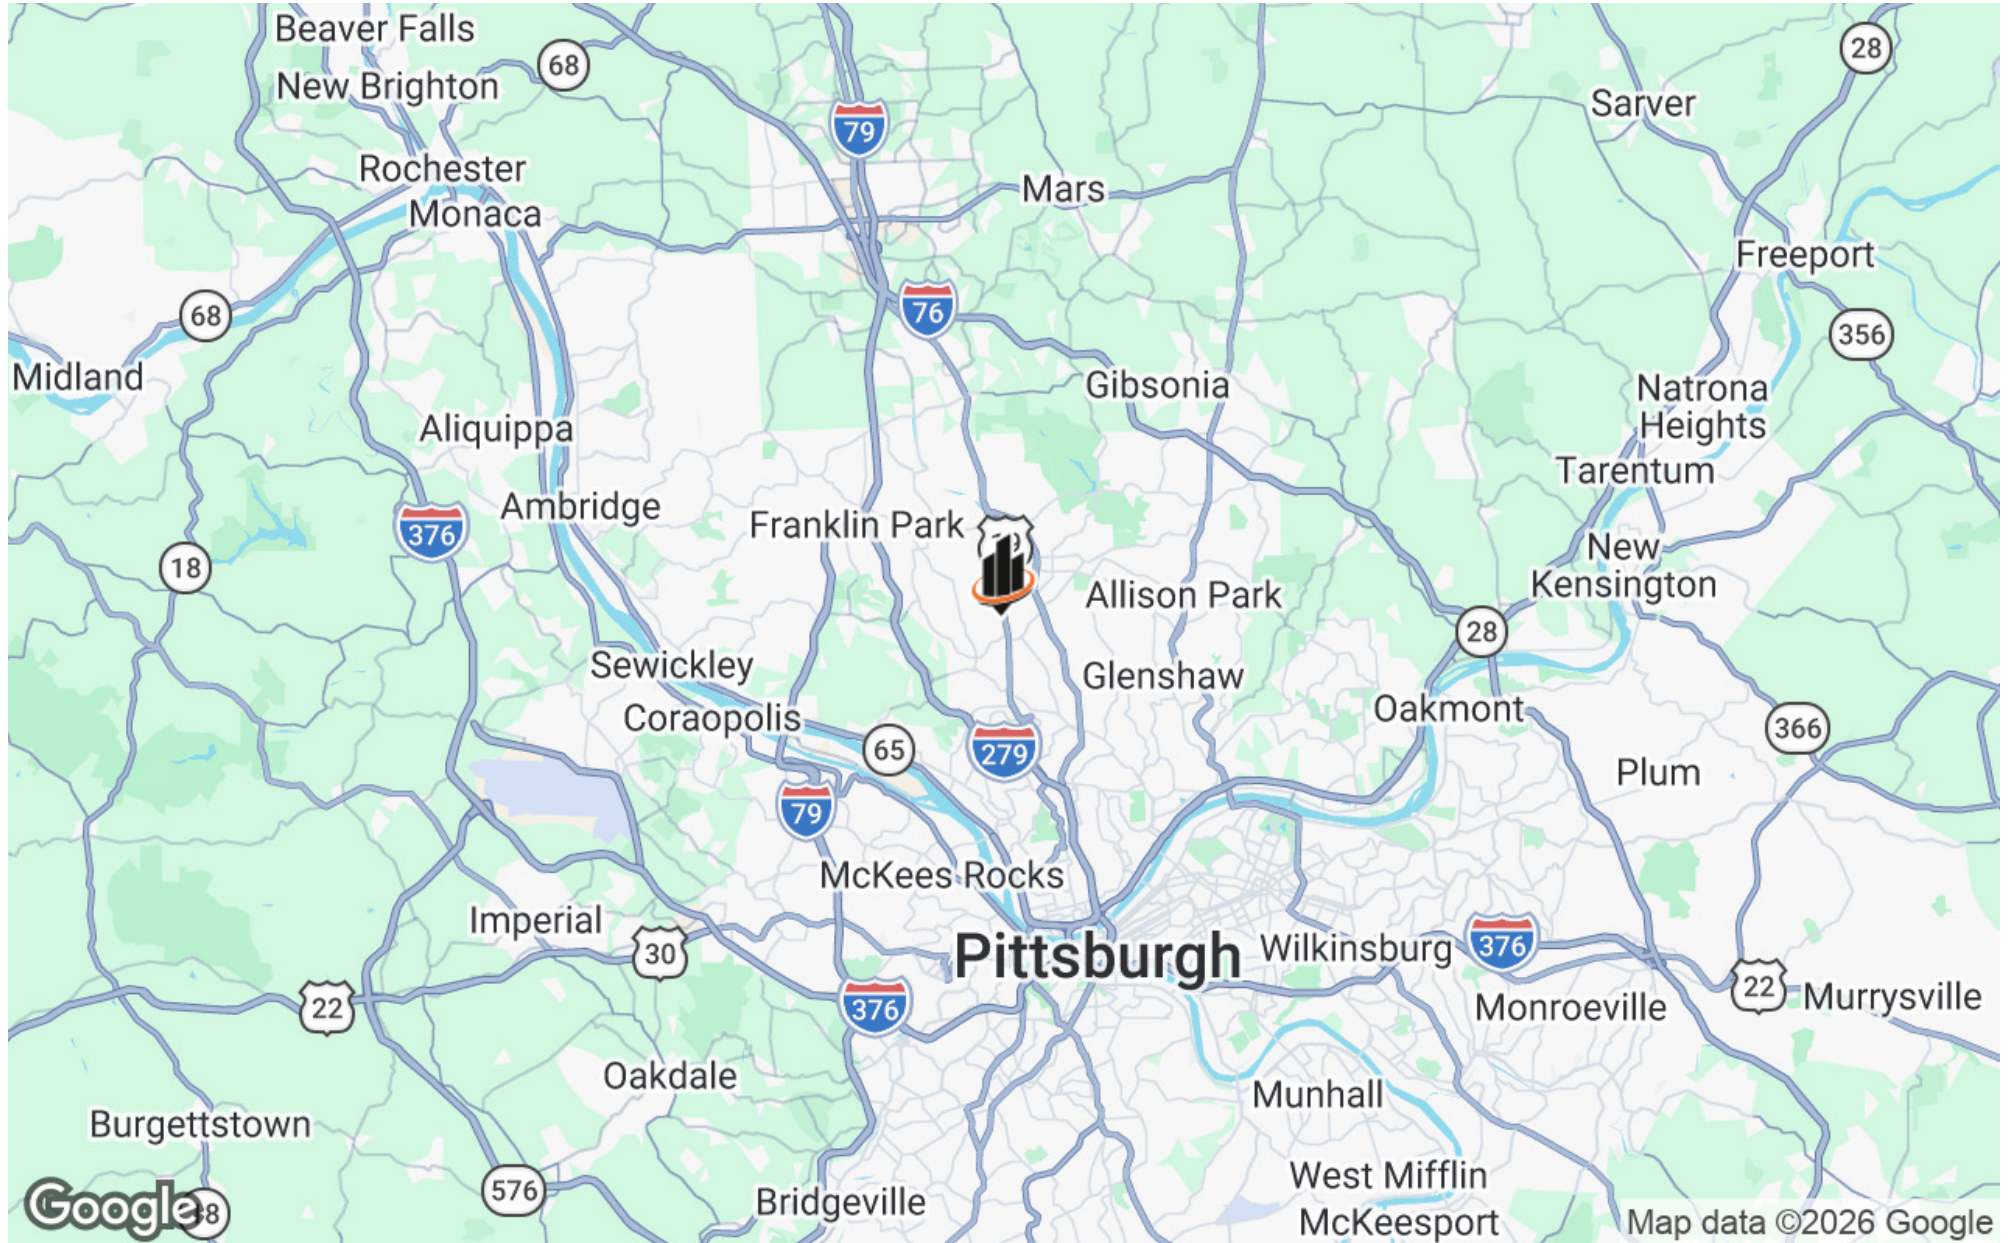 Beaver Falls
28
New Brighton
68
Sarver
79
Rochester
Mars
Monaca
Freeport
76
68
356
Midland
Gibsonia
Natrona
Heights
Aliquippa
Tarentum
Ambridge
Franklin Park
376
New
Kensington
18
Allison Park
28
Sewickley
Glenshaw
Oakmont
Coraopolis
366
65
279
Plum
79
McKees Rocks
Imperial
Pittsburgh
Wilkinsburg
376
30
22
22
Murrysville
376
Monroeville
Oakdale
Munhall
Burgettstown
West Mifflin
576
Bridgeville
Google
McKeesport
Map data ©2026 Google